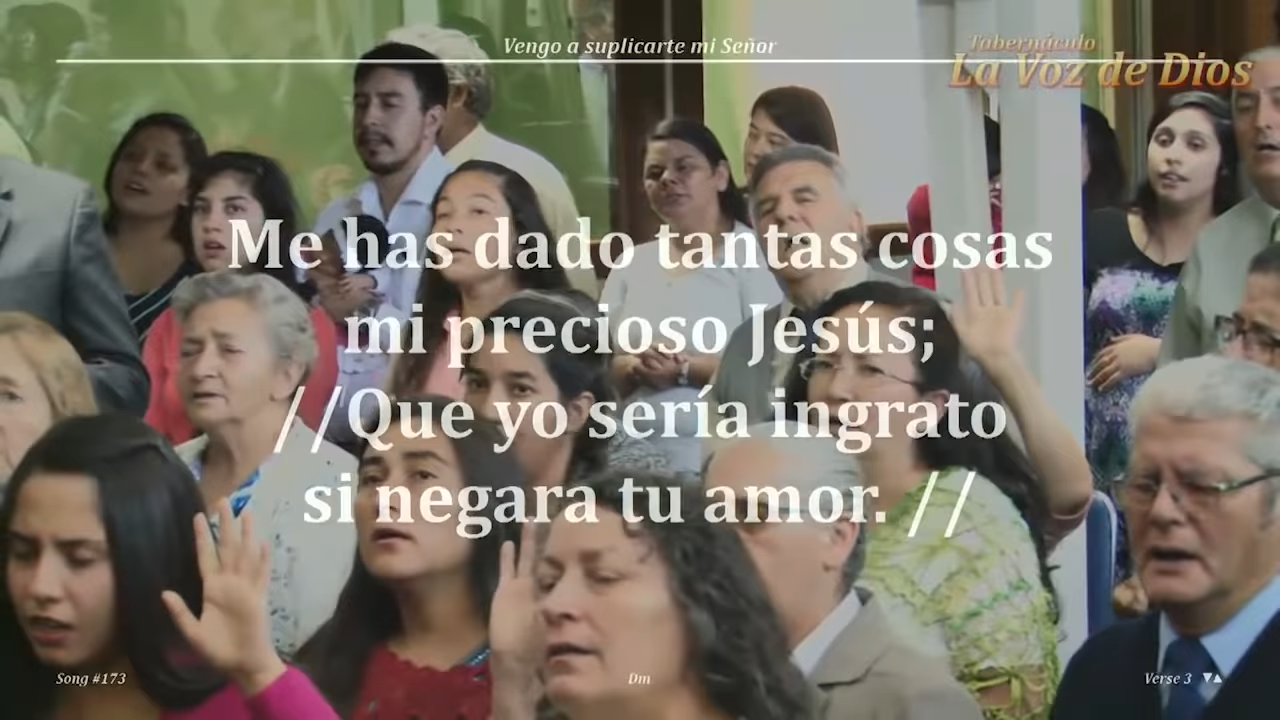 Vengo a suplicarte mi Señor
Tabernáculo
La Voz de Dios
Me has dado tantas cosas
mi precioso Jesús;
//Que yo sería ingrato
si negara tu amor. //
Song #173
Dm
Verse 3 ▼▲